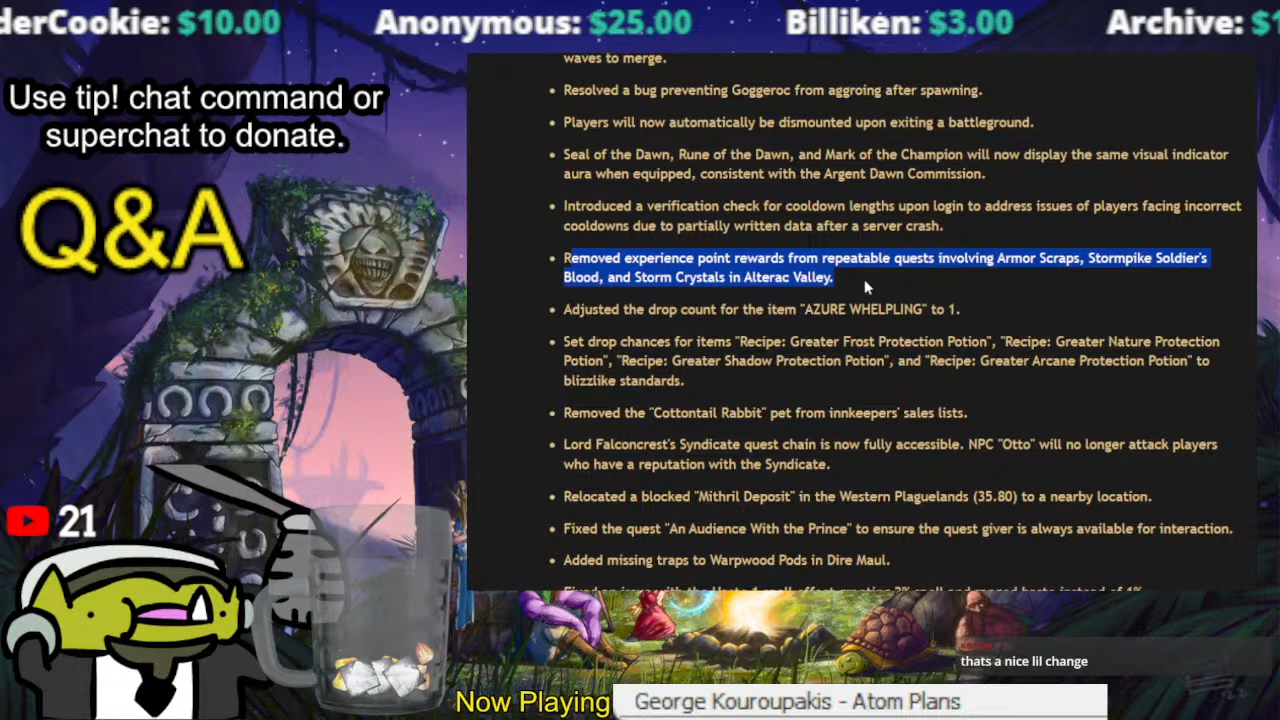 derCookie: $10.00 Anonymous: $25.00 Billiken: $3.00 Archive: $1
Use tip! chat command or
superchat to donate.
Q&A
waves to merge.
• Resolved a bug preventing Goggeroc from aggroing after spawning.
• Players will now automatically be dismounted upon exiting a battleground.
• Seal of the Dawn, Rune of the Dawn, and Mark of the Champion will now display the same visual indicator
aura when equipped, consistent with the Argent Dawn Commission.
• Introduced a verification check for cooldown lengths upon login to address issues of players facing incorrect
cooldowns due to partially written data after a server crash.
• Removed experience point rewards from repeatable quests involving Armor Scraps, Stormpike Soldier's
Blood, and Storm Crystals in Alterac Valley.
• Adjusted the drop count for the item "AZURE WHELPLING" to 1.
• Set drop chances for items "Recipe: Greater Frost Protection Potion", "Recipe: Greater Nature Protection
Potion", "Recipe: Greater Shadow Protection Potion", and "Recipe: Greater Arcane Protection Potion" to
blizzlike standards.
• Removed the "Cottontail Rabbit" pet from innkeepers' sales lists.
• Lord Falconcrest's Syndicate quest chain is now fully accessible. NPC "Otto" will no longer attack players
who have a reputation with the Syndicate.
• Relocated a blocked "Mithril Deposit" in the Western Plaguelands (35.80) to a nearby location.
• Fixed the quest "An Audience With the Prince" to ensure the quest giver is always available for interaction.
• Added missing traps to Warpwood Pods in Dire Maul.
21
thats a nice lil change
Now Playing George Kouroupakis - Atom Plans